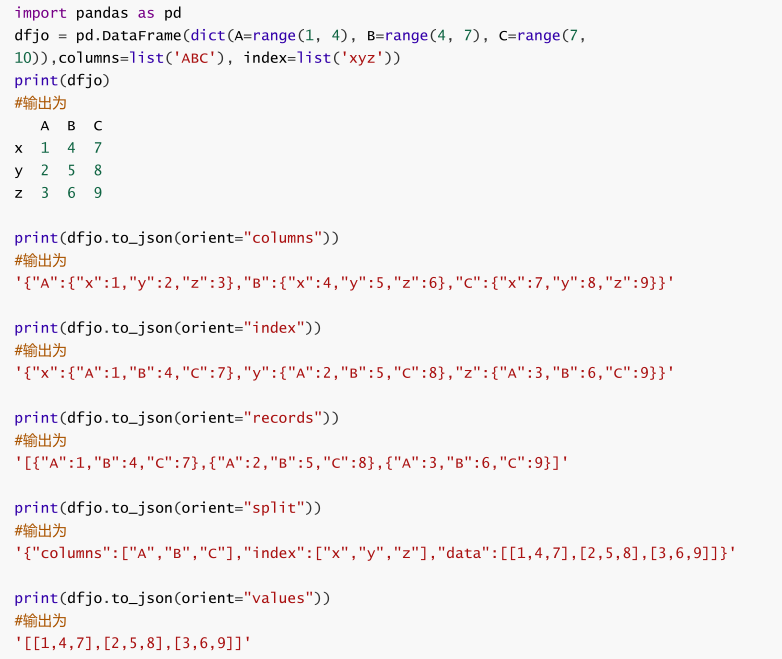 import pandas as pd
dfjo = pd.DataFrame(dict(A=range(1, 4), B=range(4, 7), C=range(7,
10)),columns=list('ABC'), index=list('xyz'))
print(dfjo)
#输出为
   A  B  C
x  1  4  7
y  2  5  8
z  3  6  9

print(dfjo.to_json(orient="columns"))
#输出为
'{"A":{"x":1,"y":2,"z":3},"B":{"x":4,"y":5,"z":6},"C":{"x":7,"y":8,"z":9}}'

print(dfjo.to_json(orient="index"))
#输出为
'{"x":{"A":1,"B":4,"C":7},"y":{"A":2,"B":5,"C":8},"z":{"A":3,"B":6,"C":9}}'

print(dfjo.to_json(orient="records"))
#输出为
'[{"A":1,"B":4,"C":7},{"A":2,"B":5,"C":8},{"A":3,"B":6,"C":9}]'

print(dfjo.to_json(orient="split"))
#输出为
'{"columns":["A","B","C"],"index":["x","y","z"],"data":[[1,4,7],[2,5,8],[3,6,9]]}'

print(dfjo.to_json(orient="values"))
#输出为
'[[1,4,7],[2,5,8],[3,6,9]]'